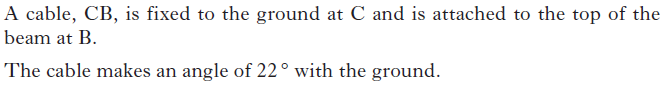 A cable, CB, is fixed to the ground at C and is attached to the top of the
beam at B.
The cable makes an angle of 22° with the ground.